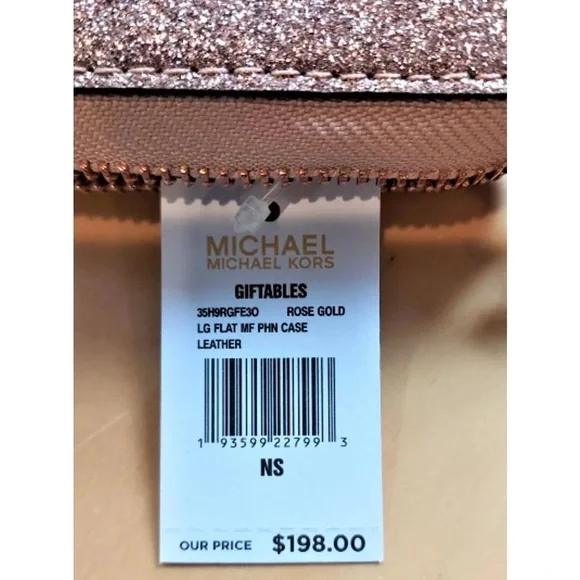 MICHAEL
MICHAEL KORS
GIFTABLES
35H9RGFE3O ROSE GOLD
LG FLAT MF PHN CASE
LEATHER
1 93599 22799 3
NS
OUR PRICE $198.00